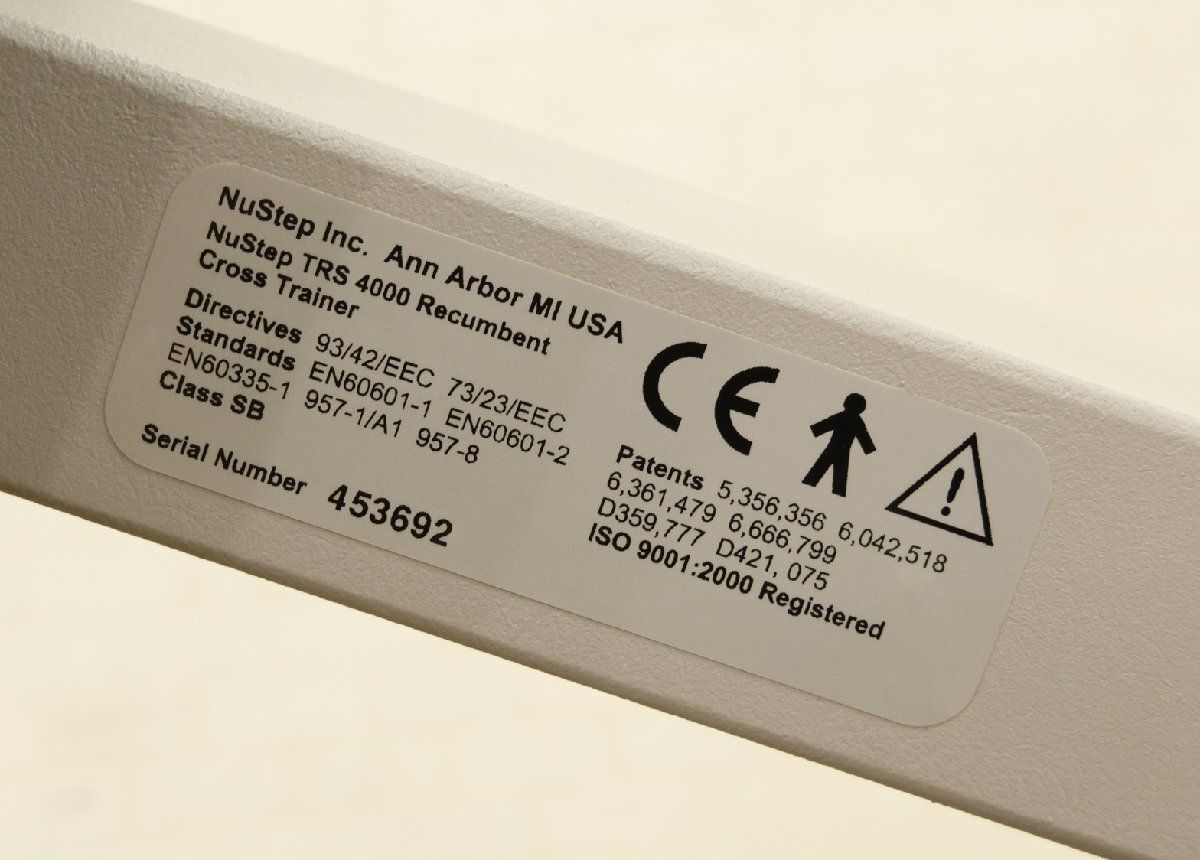 NuStep Inc. Ann Arbor MI USA
NuStep TRS 4000 Recumbent
Cross Trainer
Directives 93/42/EEC 73/23/EEC
Standards EN60601-1 EN60601-2
EN60335-1 957-1/A1 957-8
Class SB
Serial Number 453692
CE
Patents 5,356,356 6,042,518
6,361,479 6,666,799
D359,777 D421, 075
ISO 9001:2000 Registered